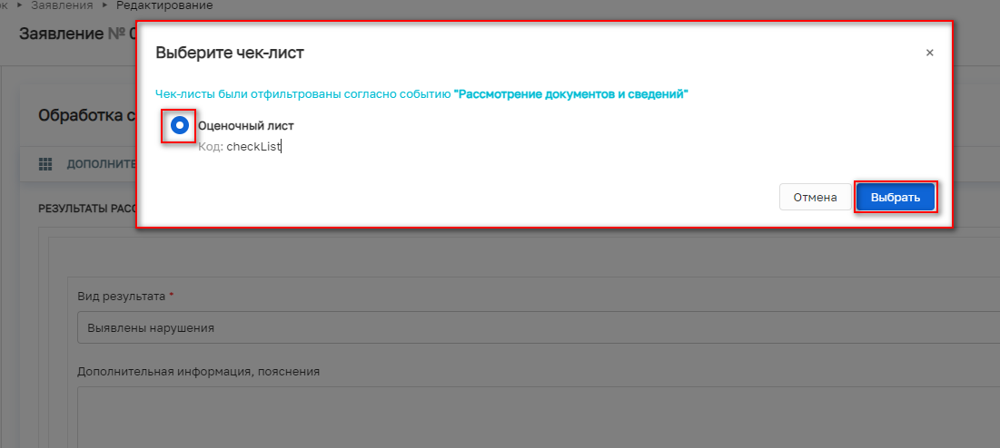 ок ▸ Заявления ▸ Редактирование
Заявление № 0
Выберите чек-лист
×
Чек-листы были отфильтрованы согласно событию "Рассмотрение документов и сведений"
Оценочный лист
Код: checkList
Отмена Выбрать
Обработка с
ДОПОЛНИТЕ
РЕЗУЛЬТАТЫ РАСС
Вид результата *
Выявлены нарушения
Дополнительная информация, пояснения